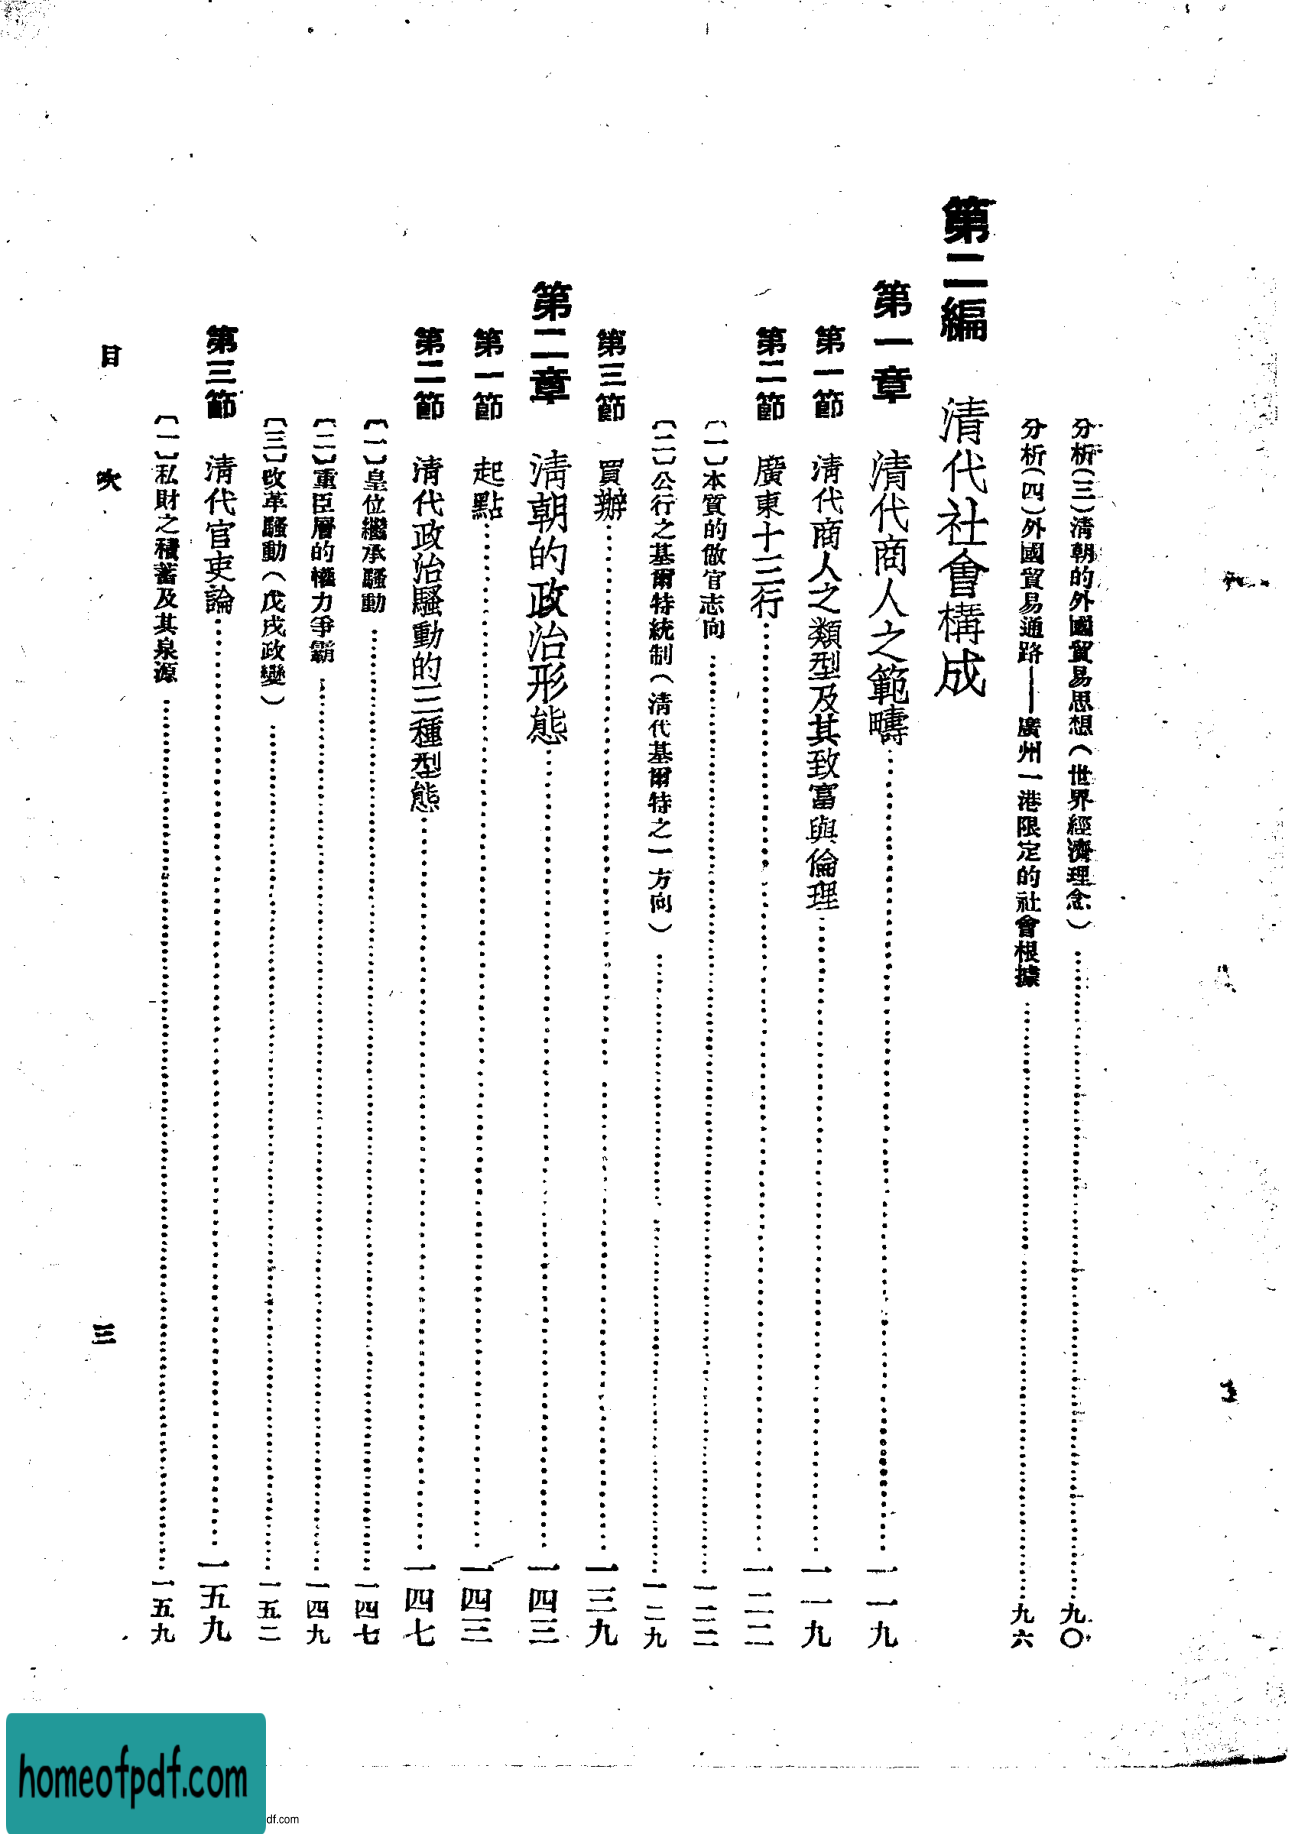 分析(三)清朝的外國貿易思想(世界經濟理念)……九〇
分析(四)外國貿易通路——廣州一港限定的社會根據……九六
第二編 清代社會構成
第一章 清代商人之範疇……一一九
第一節 清代商人之類型及其致富與倫理……一一九
第二節 廣東十三行……一二二
〔一〕本質的倣官志向……一二二
〔二〕公行之基爾特統制(清代基爾特之一方向)……一二九
第三節 買辦……一三九
第二章 清朝的政治形態……一四三
第一節 起點……一四三
第二節 清代政治騷動的三種型態……一四七
〔一〕皇位繼承騷動……一四七
〔二〕重臣層的權力爭霸……一四九
〔三〕改革騷動(戊戌政變)……一五二
第三節 清代官吏論……一五九
〔一〕私財之積蓄及其泉源……一五九
目 次 三
homeofpdf.com
df.com